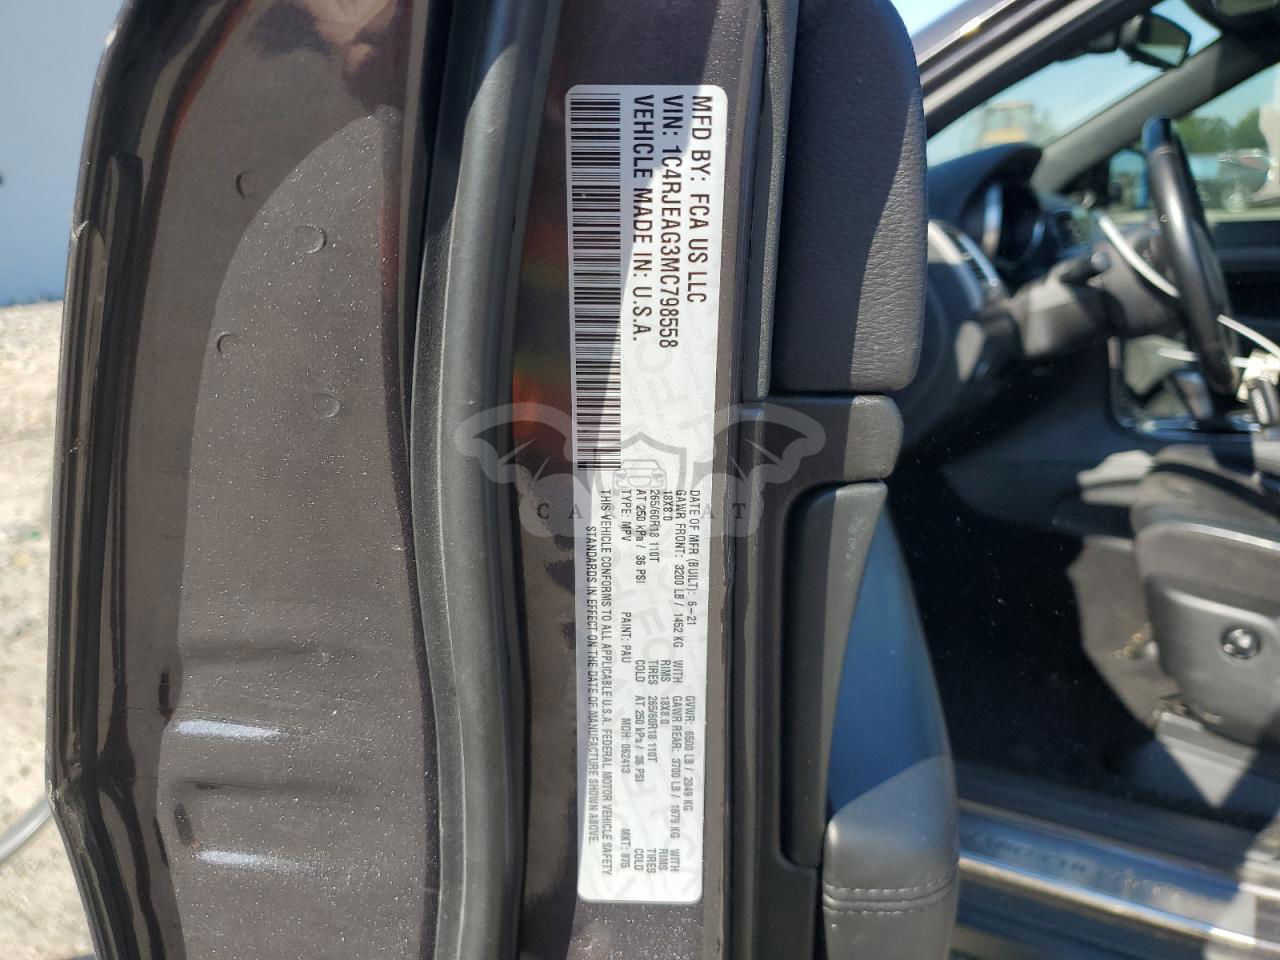 MFD BY: FCA US LLC
VIN: 1C4RJEAG3MC798558
VEHICLE MADE IN: U.S.A.
DATE OF MFR (BUILT): 6-21 GVWR: 6500 LB / 2949 KG
GAWR FRONT: 3200 LB / 1452 KG WITH GAWR REAR: 3700 LB / 1679 KG WITH
18X8.0 RIMS 18X8.0 RIMS
265/60R18 110T TIRES 265/60R18 110T TIRES
AT 250 kPa / 36 PSI COLD AT 250 kPa / 36 PSI COLD
TYPE: MPV PAINT: PAU MDH: 062413 MKT: 875
THIS VEHICLE CONFORMS TO ALL APPLICABLE U.S.A. FEDERAL MOTOR VEHICLE SAFETY
STANDARDS IN EFFECT ON THE DATE OF MANUFACTURE SHOWN ABOVE.